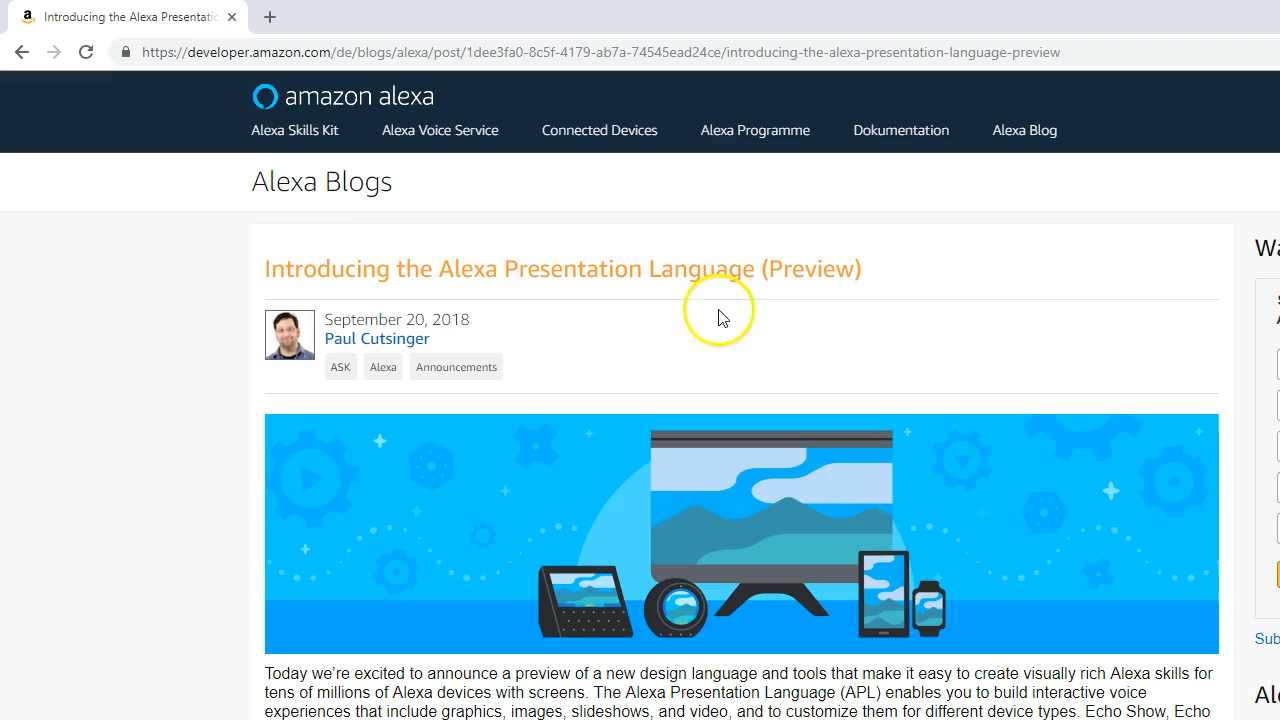 Introducing the Alexa Presentatio
https://developer.amazon.com/de/blogs/alexa/post/1dee3fa0-8c5f-4179-ab7a-74545ead24ce/introducing-the-alexa-presentation-language-preview
amazon alexa
Alexa Skills Kit Alexa Voice Service Connected Devices Alexa Programme Dokumentation Alexa Blog
Alexa Blogs
Introducing the Alexa Presentation Language (Preview)
September 20, 2018
Paul Cutsinger
ASK Alexa Announcements
Today we're excited to announce a preview of a new design language and tools that make it easy to create visually rich Alexa skills for
tens of millions of Alexa devices with screens. The Alexa Presentation Language (APL) enables you to build interactive voice
experiences that include graphics, images, slideshows, and video, and to customize them for different device types. Echo Show, Echo
Sub